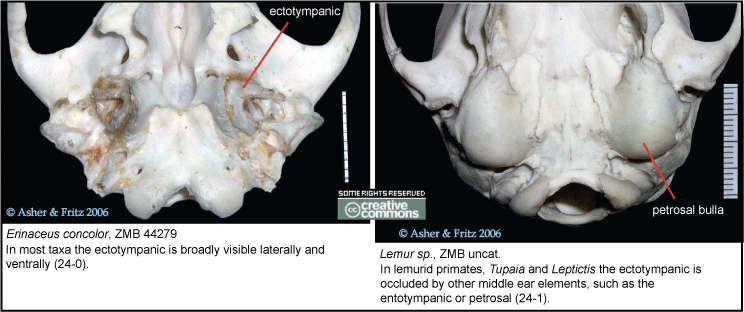 ectotympanic
© Asher & Fritz 2006
SOME RIGHTS RESERVED
cc creative
commons
Erinaceus concolor, ZMB 44279
In most taxa the ectotympanic is broadly visible laterally and
ventrally (24-0).
petrosal bulla
© Asher & Fritz 2006
Lemur sp., ZMB uncat.
In lemurid primates, Tupaia and Leptictis the ectotympanic is
occluded by other middle ear elements, such as the
entotympanic or petrosal (24-1).